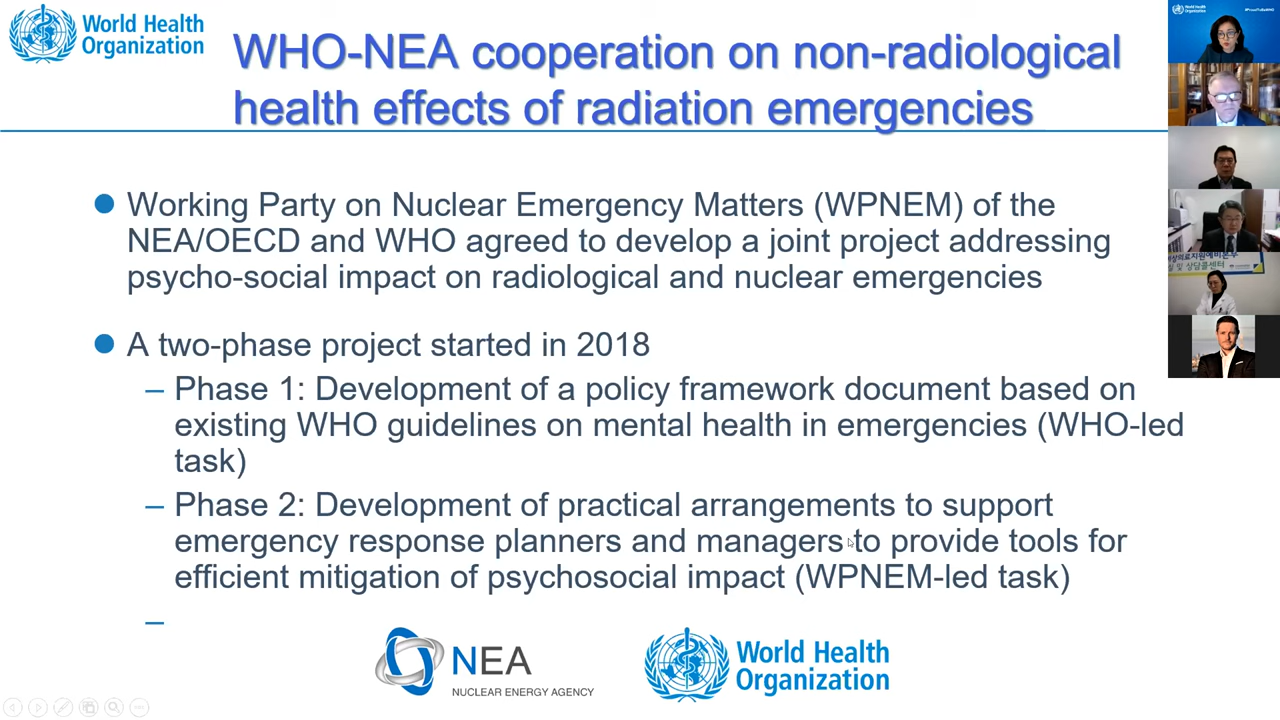 World Health
Organization
WHO-NEA cooperation on non-radiological
health effects of radiation emergencies
● Working Party on Nuclear Emergency Matters (WPNEM) of the
NEA/OECD and WHO agreed to develop a joint project addressing
psycho-social impact on radiological and nuclear emergencies
● A two-phase project started in 2018
– Phase 1: Development of a policy framework document based on
existing WHO guidelines on mental health in emergencies (WHO-led
task)
– Phase 2: Development of practical arrangements to support
emergency response planners and managers to provide tools for
efficient mitigation of psychosocial impact (WPNEM-led task)
–
NEA
NUCLEAR ENERGY AGENCY
World Health
Organization
상담콜센터